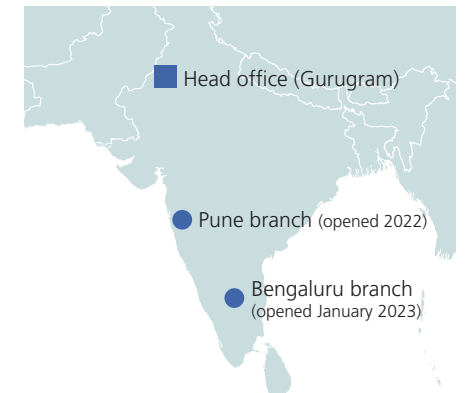 Head office (Gurugram)
Pune branch (opened 2022)
Bengaluru branch
(opened January 2023)